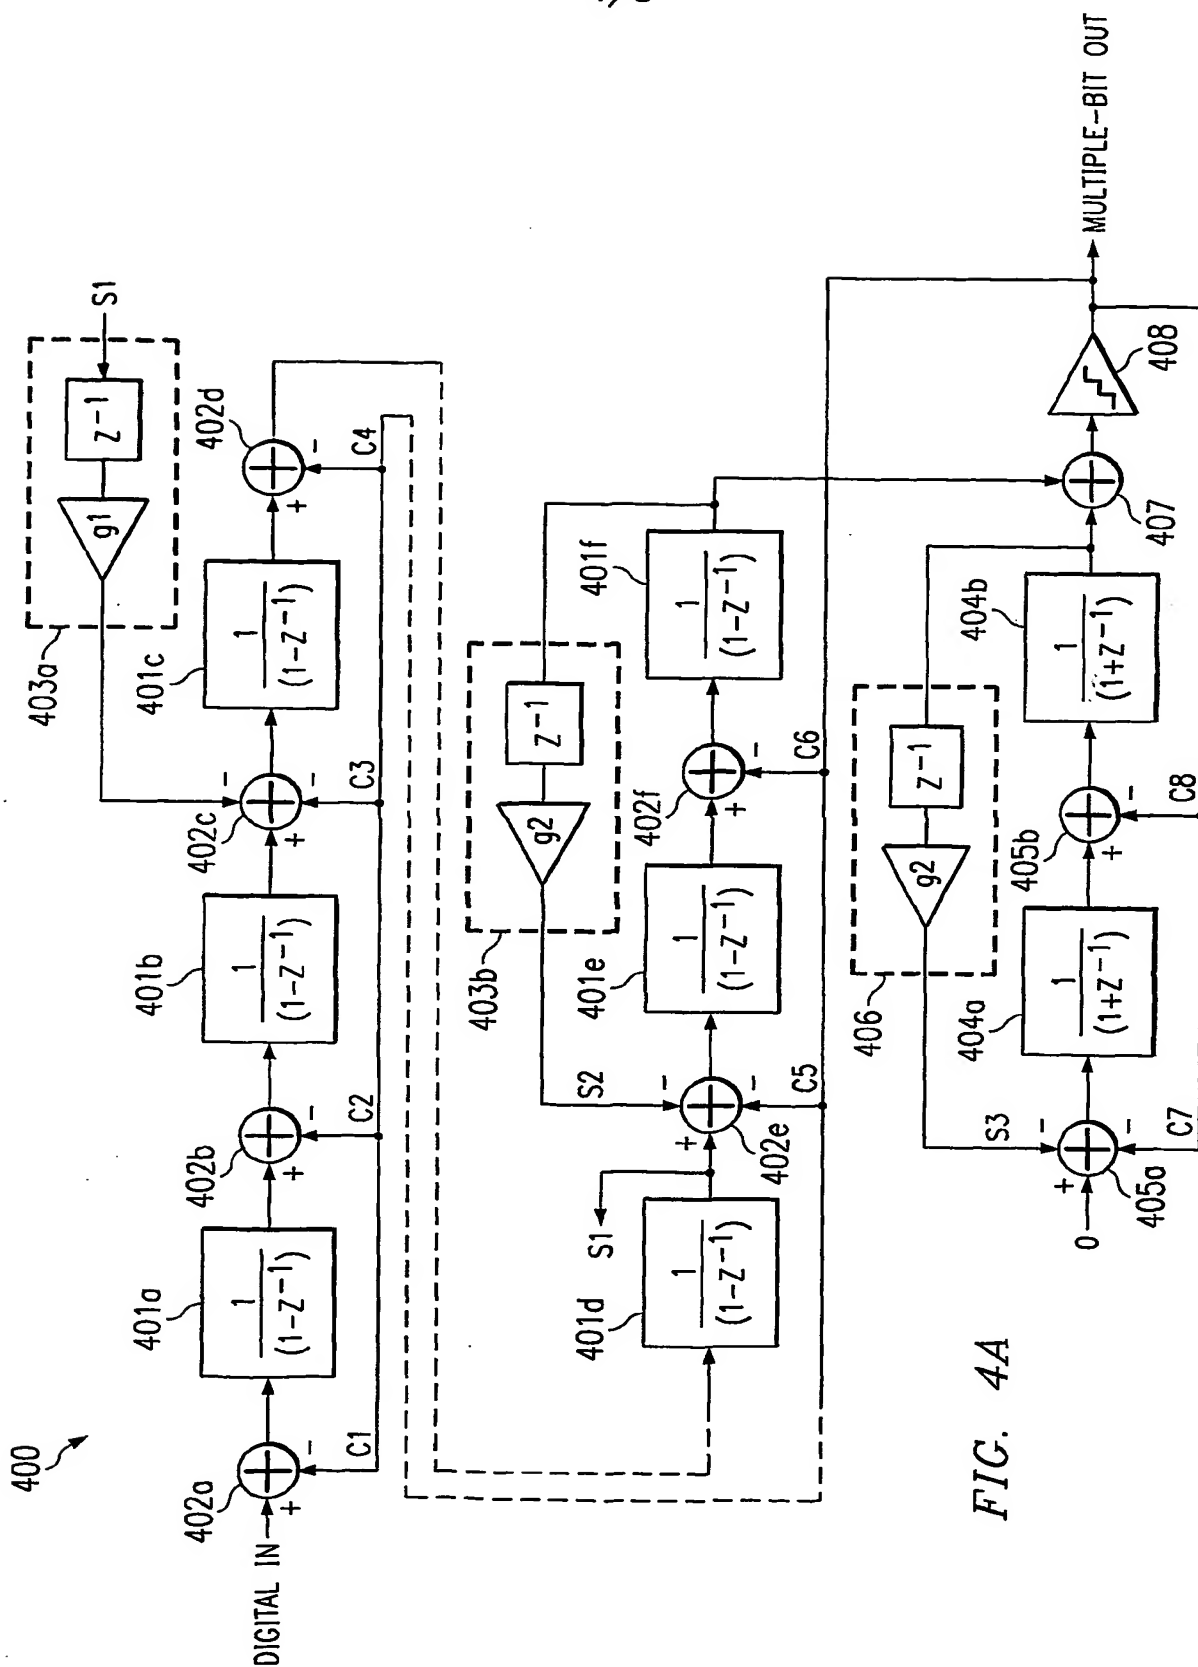 400
S1
Z⁻¹
g1
403a
DIGITAL IN
402a
+
-
C1
401a
1
(1-Z⁻¹)
402b
+
-
C2
401b
1
(1-Z⁻¹)
402c
-
+
-
C3
401c
1
(1-Z⁻¹)
402d
+
-
C4
403b
g2
Z⁻¹
S2
401d
1
(1-Z⁻¹)
S1
402e
-
+
-
C5
401e
1
(1-Z⁻¹)
402f
+
-
C6
401f
1
(1-Z⁻¹)
406
g2
Z⁻¹
S3
0
405a
+
-
-
C7
404a
1
(1+Z⁻¹)
405b
+
-
C8
404b
1
(1+Z⁻¹)
407
408
MULTIPLE-BIT OUT
FIG. 4A